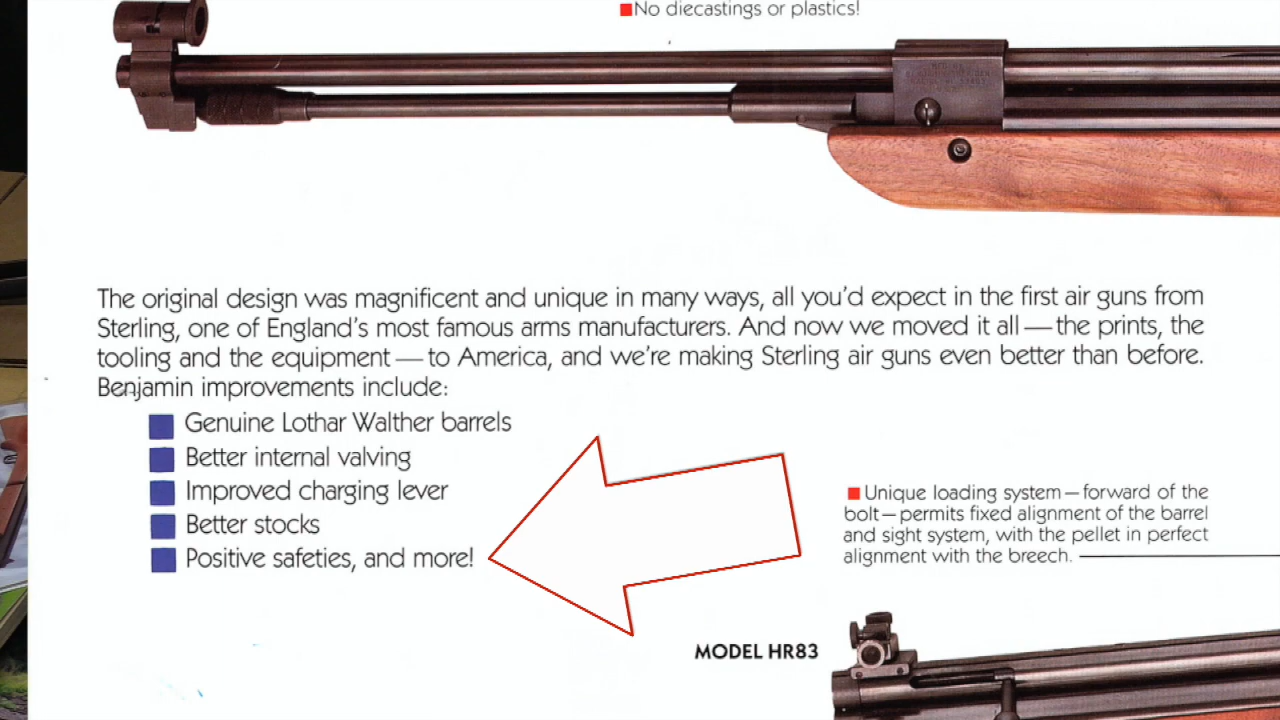 No diecastings or plastics!
The original design was magnificent and unique in many ways, all you'd expect in the first air guns from
Sterling, one of England's most famous arms manufacturers. And now we moved it all—the prints, the
tooling and the equipment—to America, and we're making Sterling air guns even better than before.
Benjamin improvements include:
Genuine Lothar Walther barrels
Better internal valving
Improved charging lever
Better stocks
Positive safeties, and more!
Unique loading system—forward of the
bolt—permits fixed alignment of the barrel
and sight system, with the pellet in perfect
alignment with the breech.
MODEL HR83